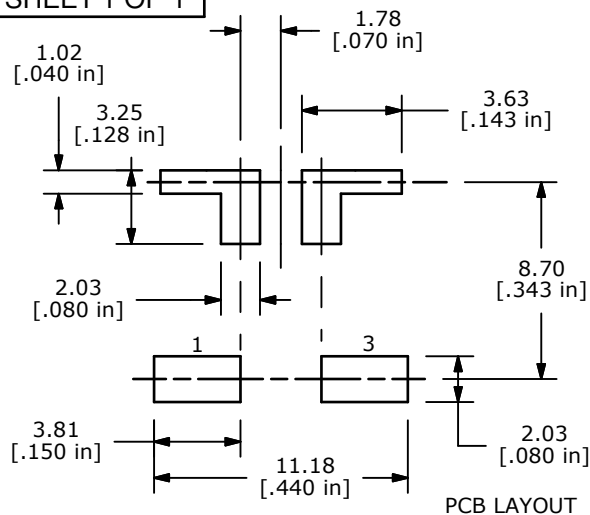 SHEET 1 OF 1
1.78
[.070 in]
1.02
[.040 in]
3.25
[.128 in]
3.63
[.143 in]
8.70
[.343 in]
2.03
[.080 in]
1
3
3.81
[.150 in]
11.18
[.440 in]
2.03
[.080 in]
PCB LAYOUT